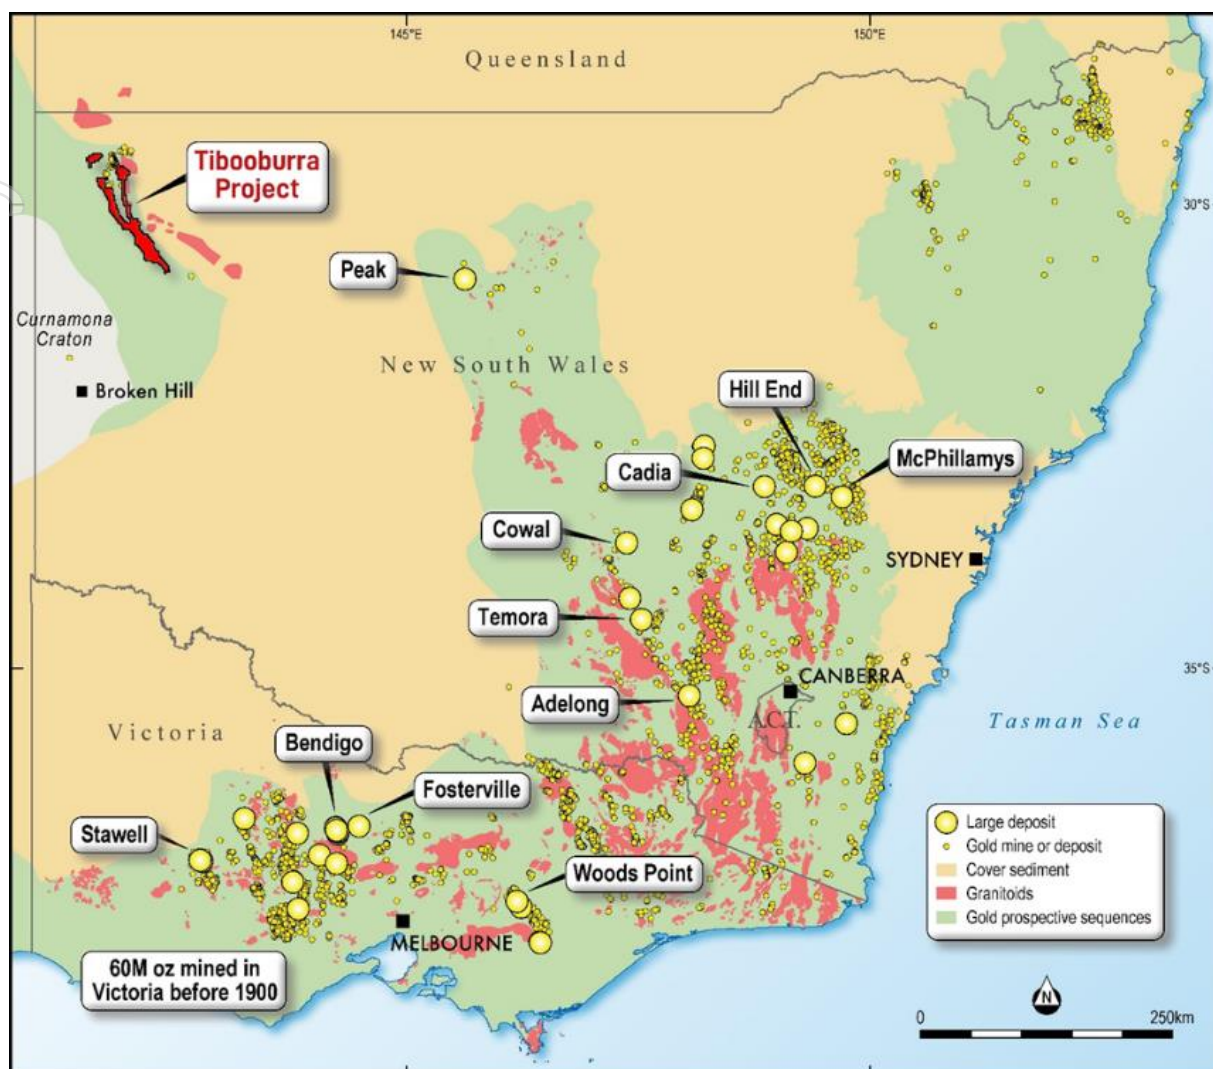 145°E
150°E
Queensland
Tibooburra
Project
30°S
Peak
Curnamona
Craton
New South Wales
Broken Hill
Hill End
McPhillamys
Cadia
Cowal
SYDNEY
Temora
35°S
CANBERRA
Adelong
A.C.T.
Tasman Sea
Victoria
Bendigo
Fosterville
Stawell
Woods Point
MELBOURNE
60M oz mined in
Victoria before 1900
Large deposit
Gold mine or deposit
Cover sediment
Granitoids
Gold prospective sequences
N
0
250km